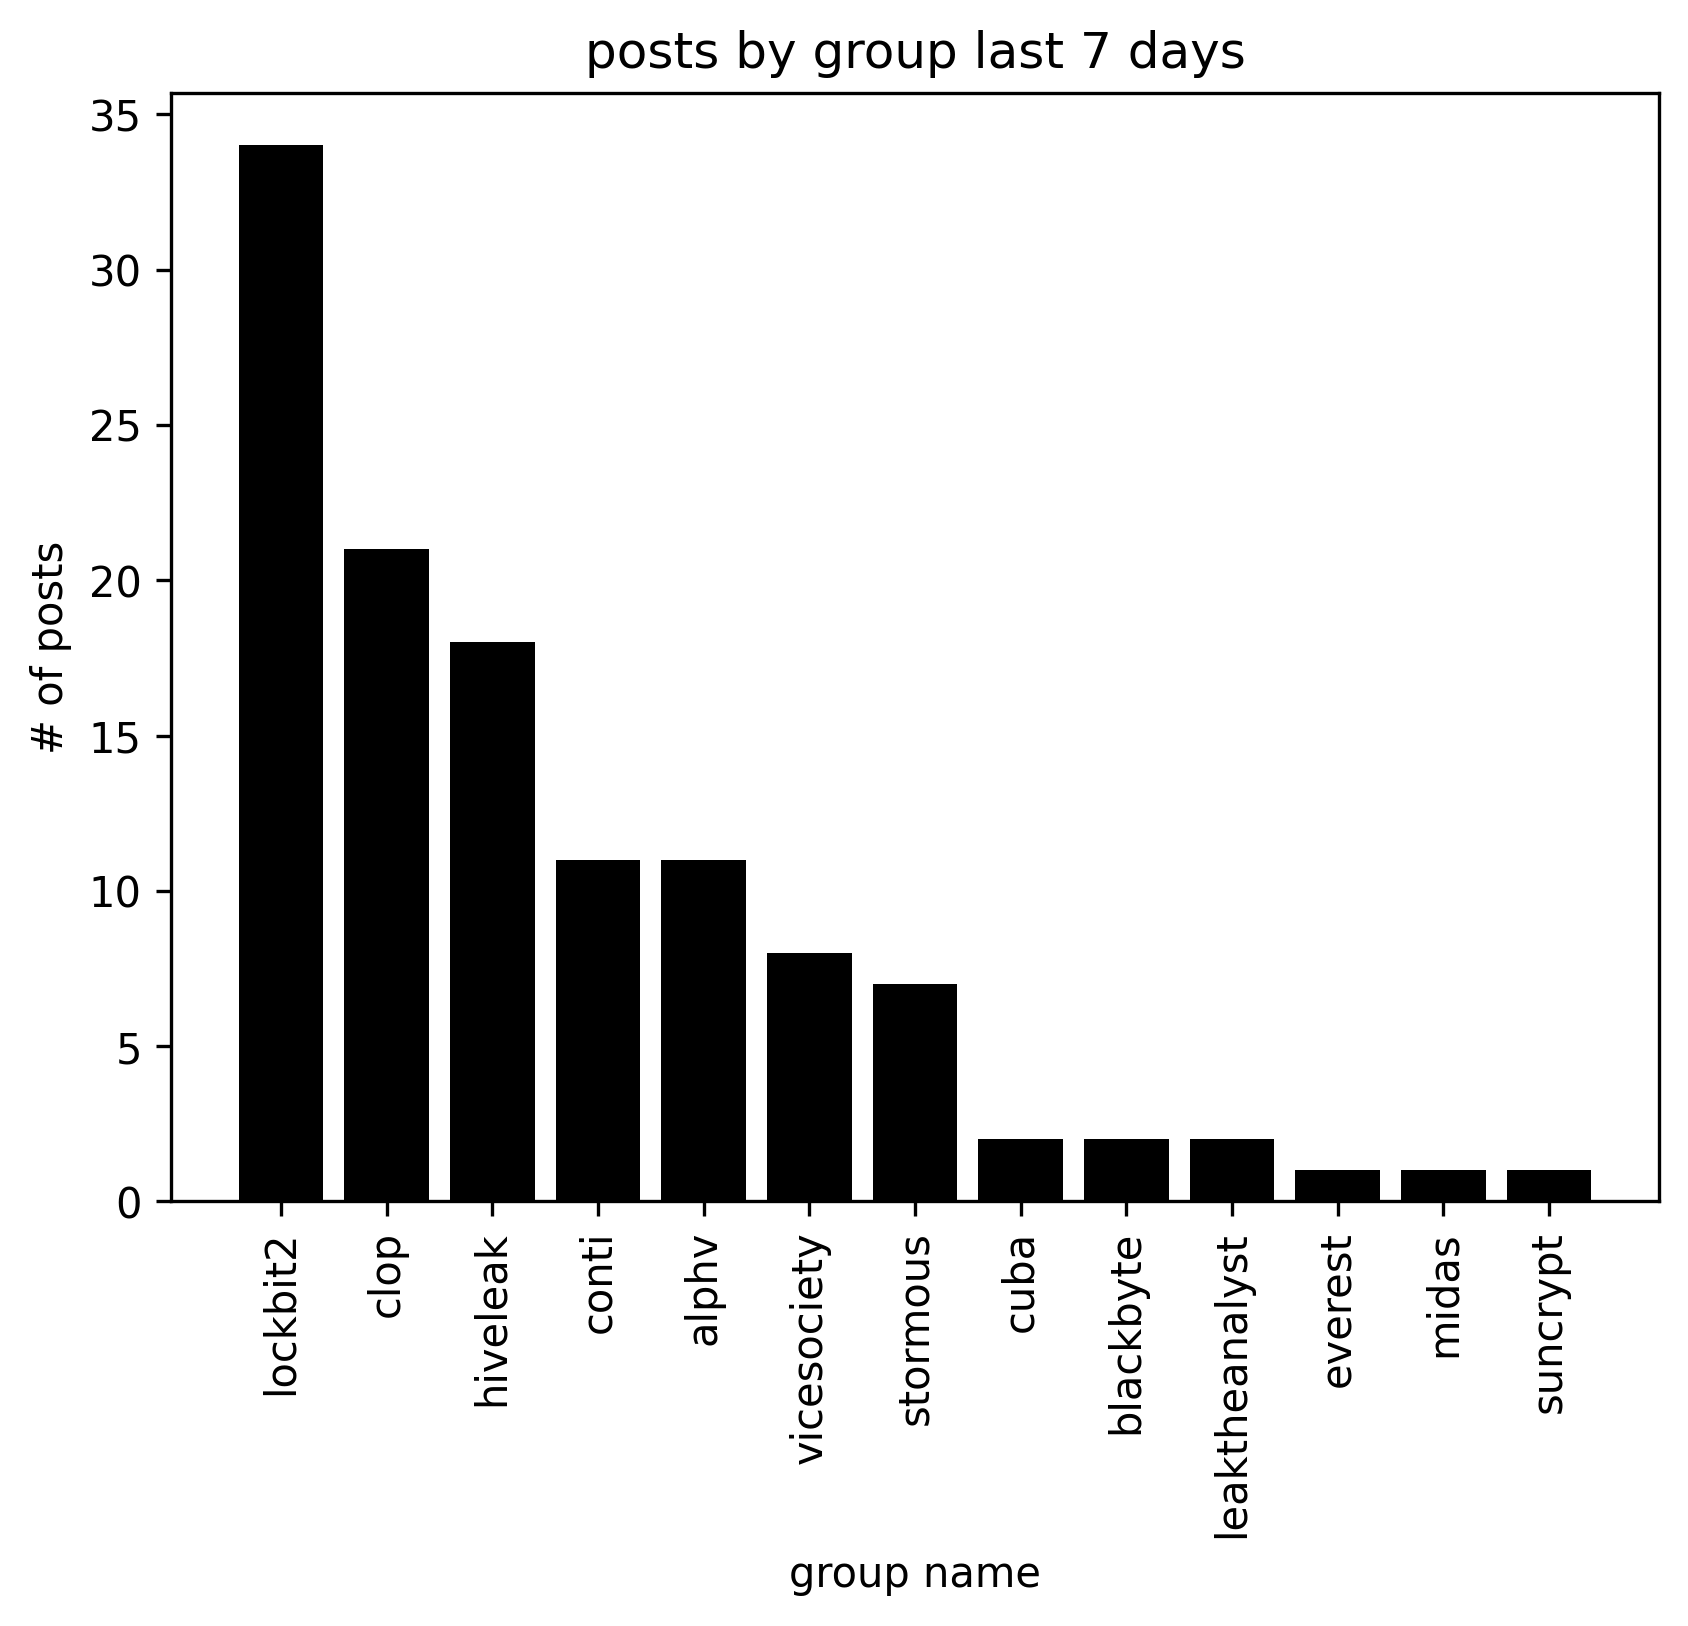 posts by group last 7 days
# of posts
35
30
25
20
15
10
5
0
lockbit2
clop
hiveleak
conti
alphv
vicesociety
stormous
cuba
blackbyte
leaktheanalyst
everest
midas
suncrypt
group name